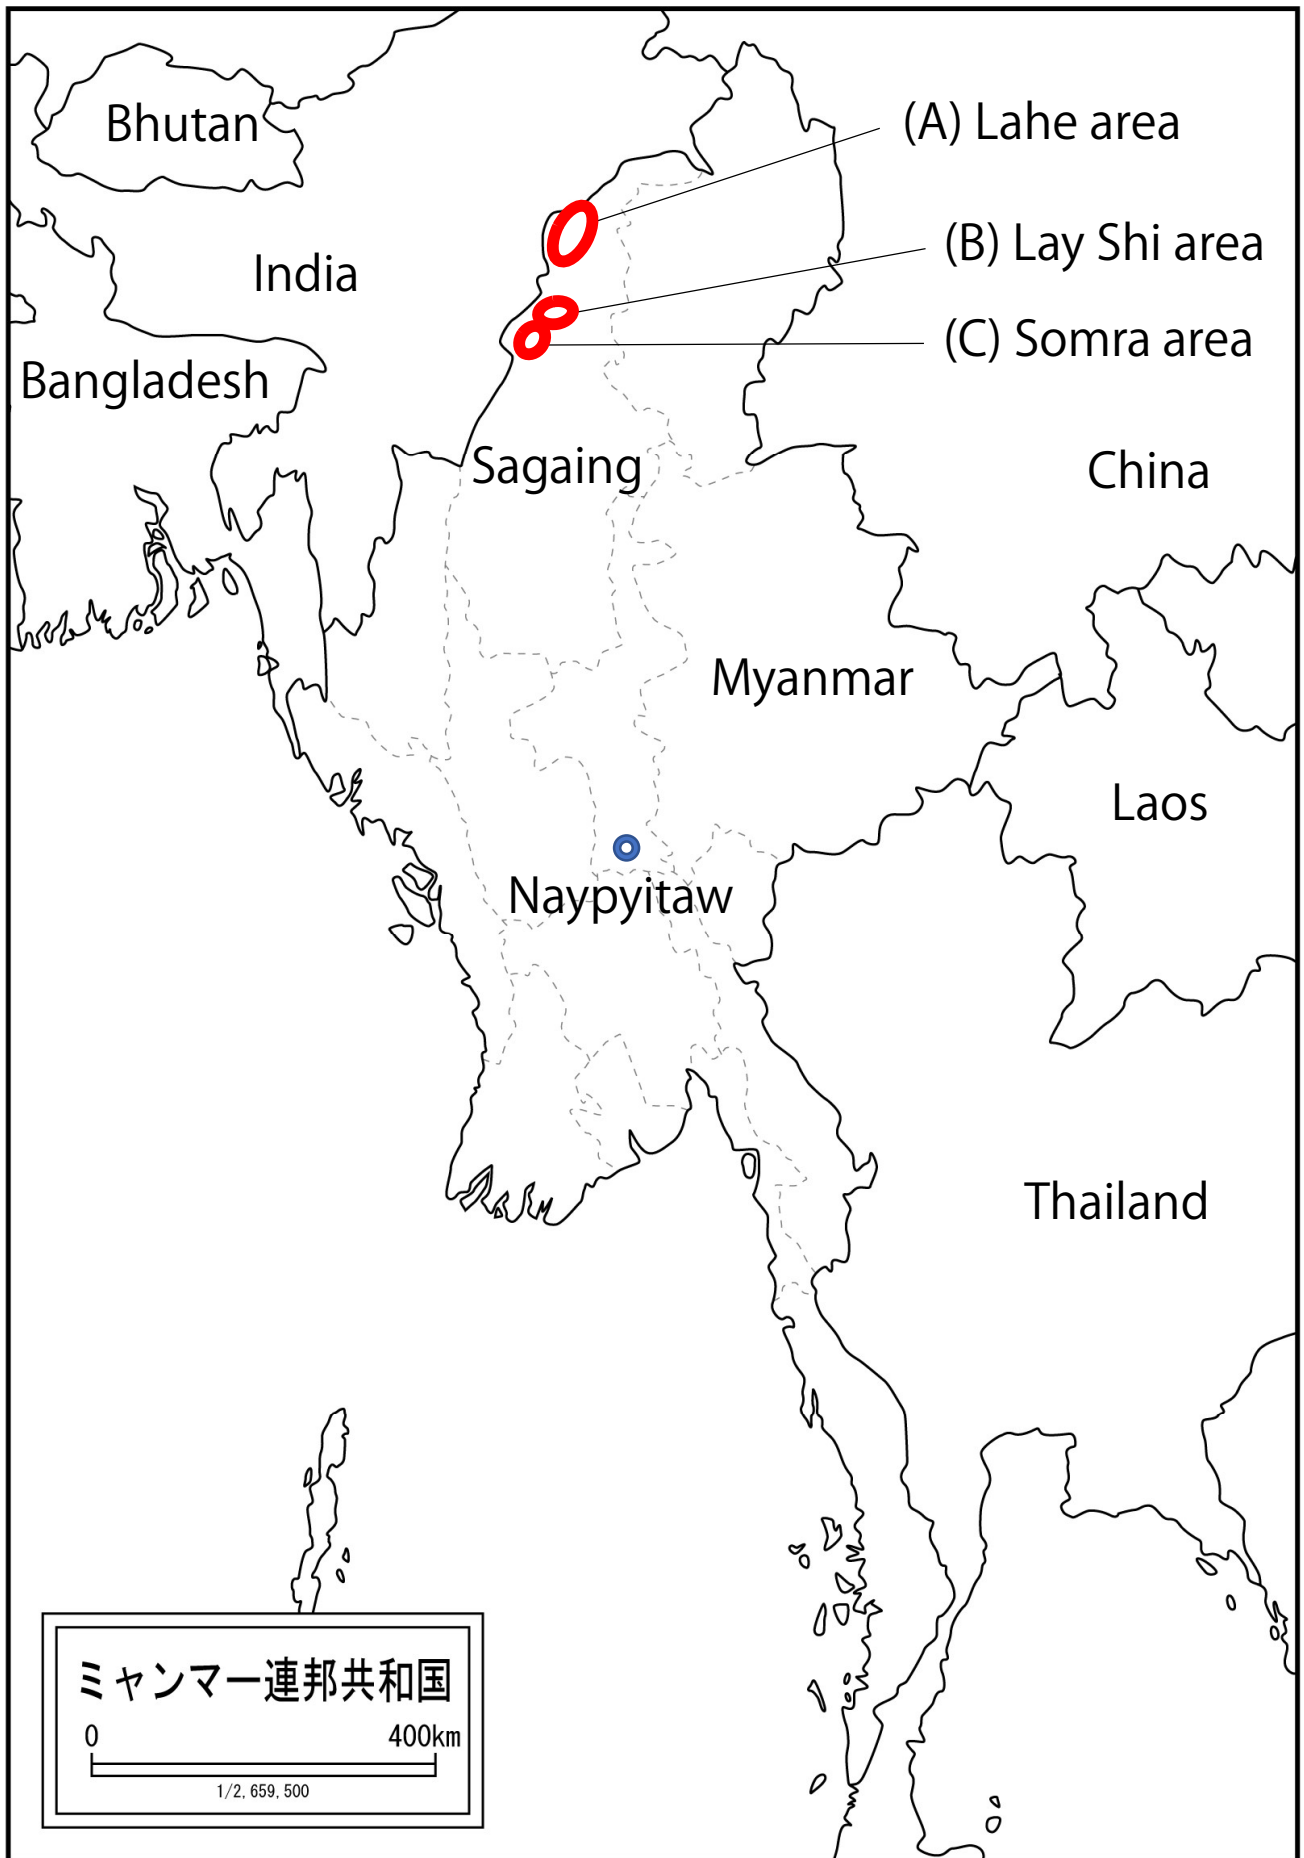 Bhutan
(A) Lahe area
(B) Lay Shi area
India
(C) Somra area
Bangladesh
Sagaing
China
Myanmar
Laos
Naypyitaw
Thailand
ミャンマー連邦共和国
0 400km
1/2,659,500